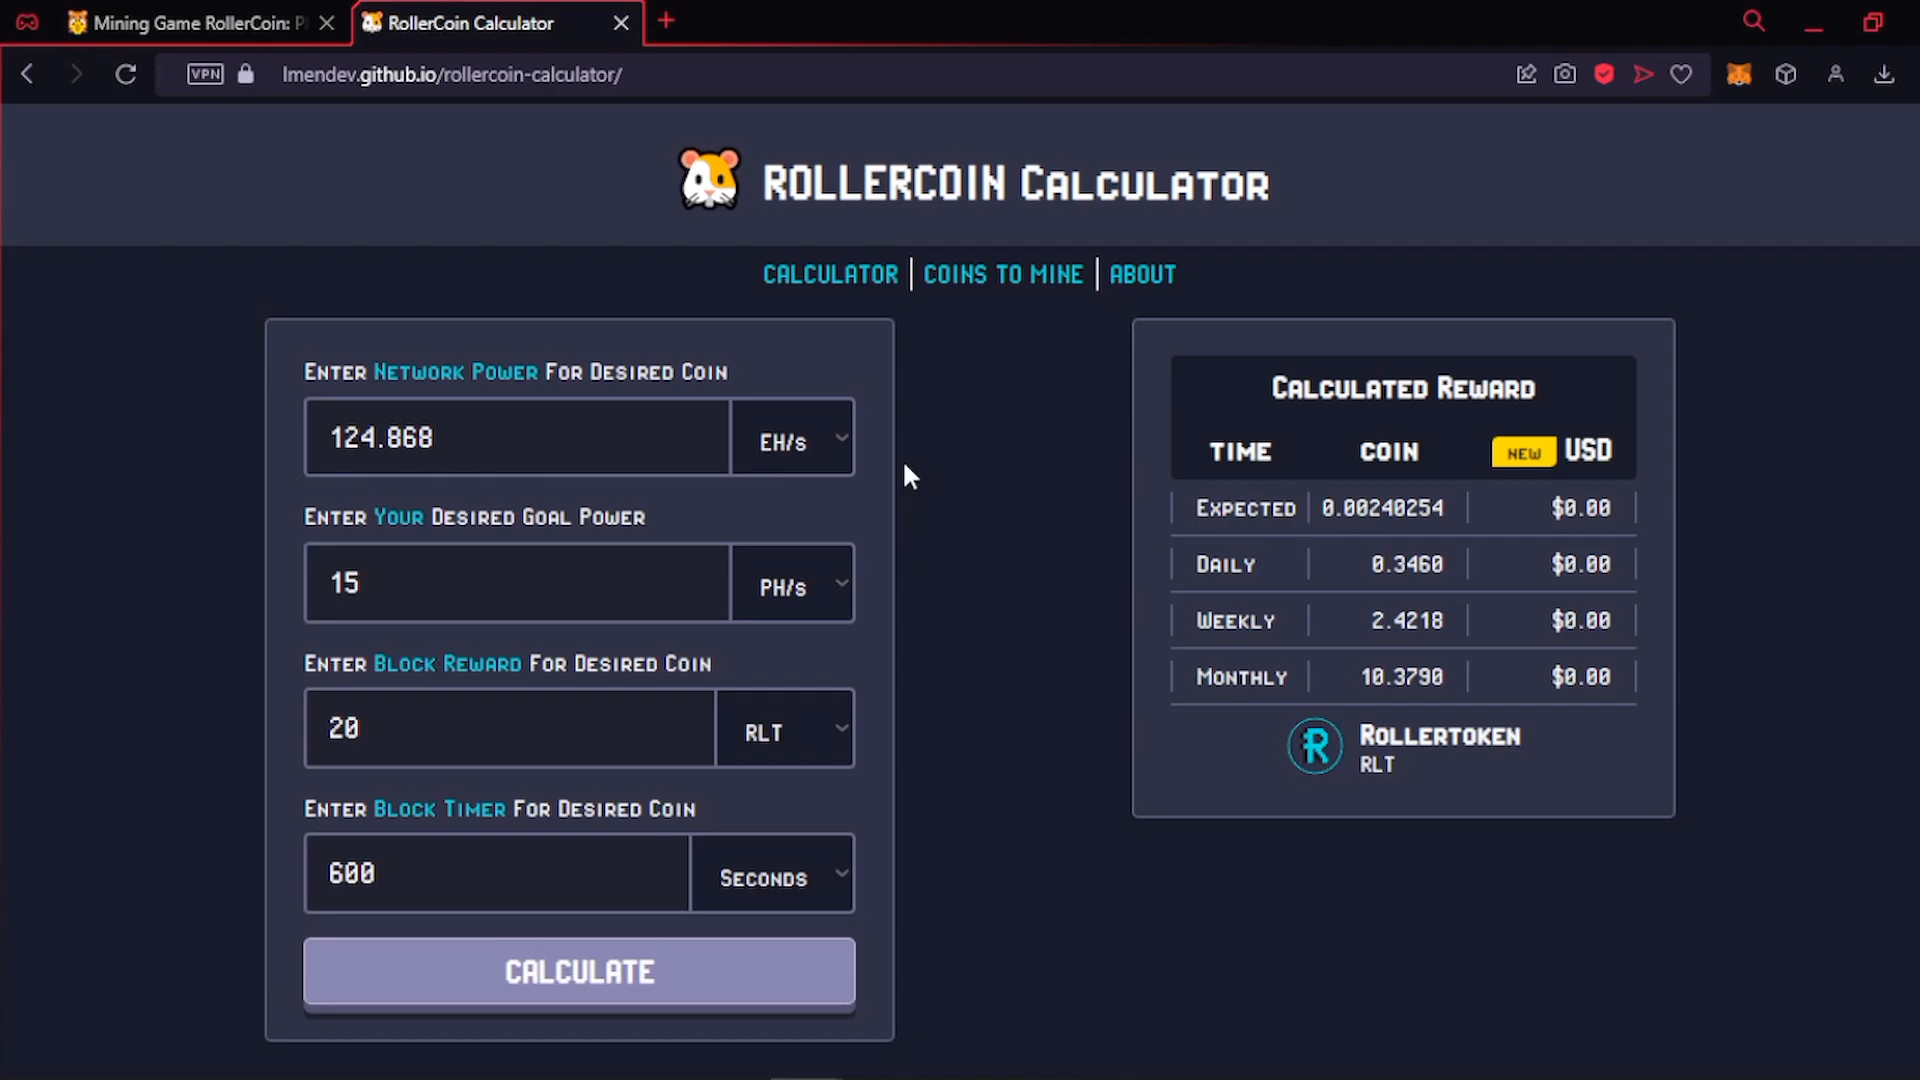 Mining Game RollerCoin: P
RollerCoin Calculator
VPN
lmendev.github.io/rollercoin-calculator/
ROLLERCOIN CALCULATOR
CALCULATOR | COINS TO MINE | ABOUT
ENTER NETWORK POWER FOR DESIRED COIN
124.868 EH/s
ENTER YOUR DESIRED GOAL POWER
15 PH/s
ENTER BLOCK REWARD FOR DESIRED COIN
20 RLT
ENTER BLOCK TIMER FOR DESIRED COIN
600 SECONDS
CALCULATE
CALCULATED REWARD
TIME COIN NEW USD
EXPECTED 0.00240254 $0.00
DAILY 0.3460 $0.00
WEEKLY 2.4218 $0.00
MONTHLY 10.3790 $0.00
ROLLERTOKEN
RLT